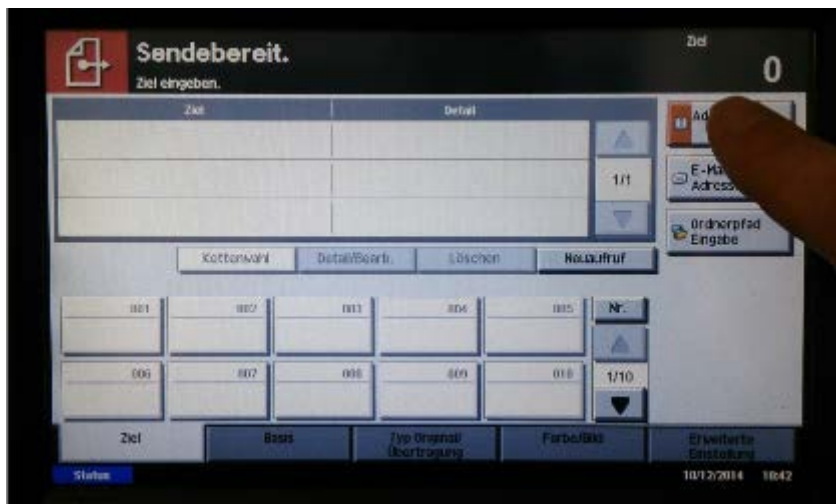 Sendebereit.
Ziel eingeben.
Ziel
0
Ziel
Detail
1/1
E-Ma
Adress
Ordnerpfad
Eingabe
Kettenwahl
Detail/Bearb.
Löschen
Neuaufruf
001
002
003
004
005
Nr.
006
007
008
009
010
1/10
Ziel
Basis
Typ Original/
Übertragung
Farbe/Bild
Erweiterte
Einstellung
Status
10/12/2014
10:42